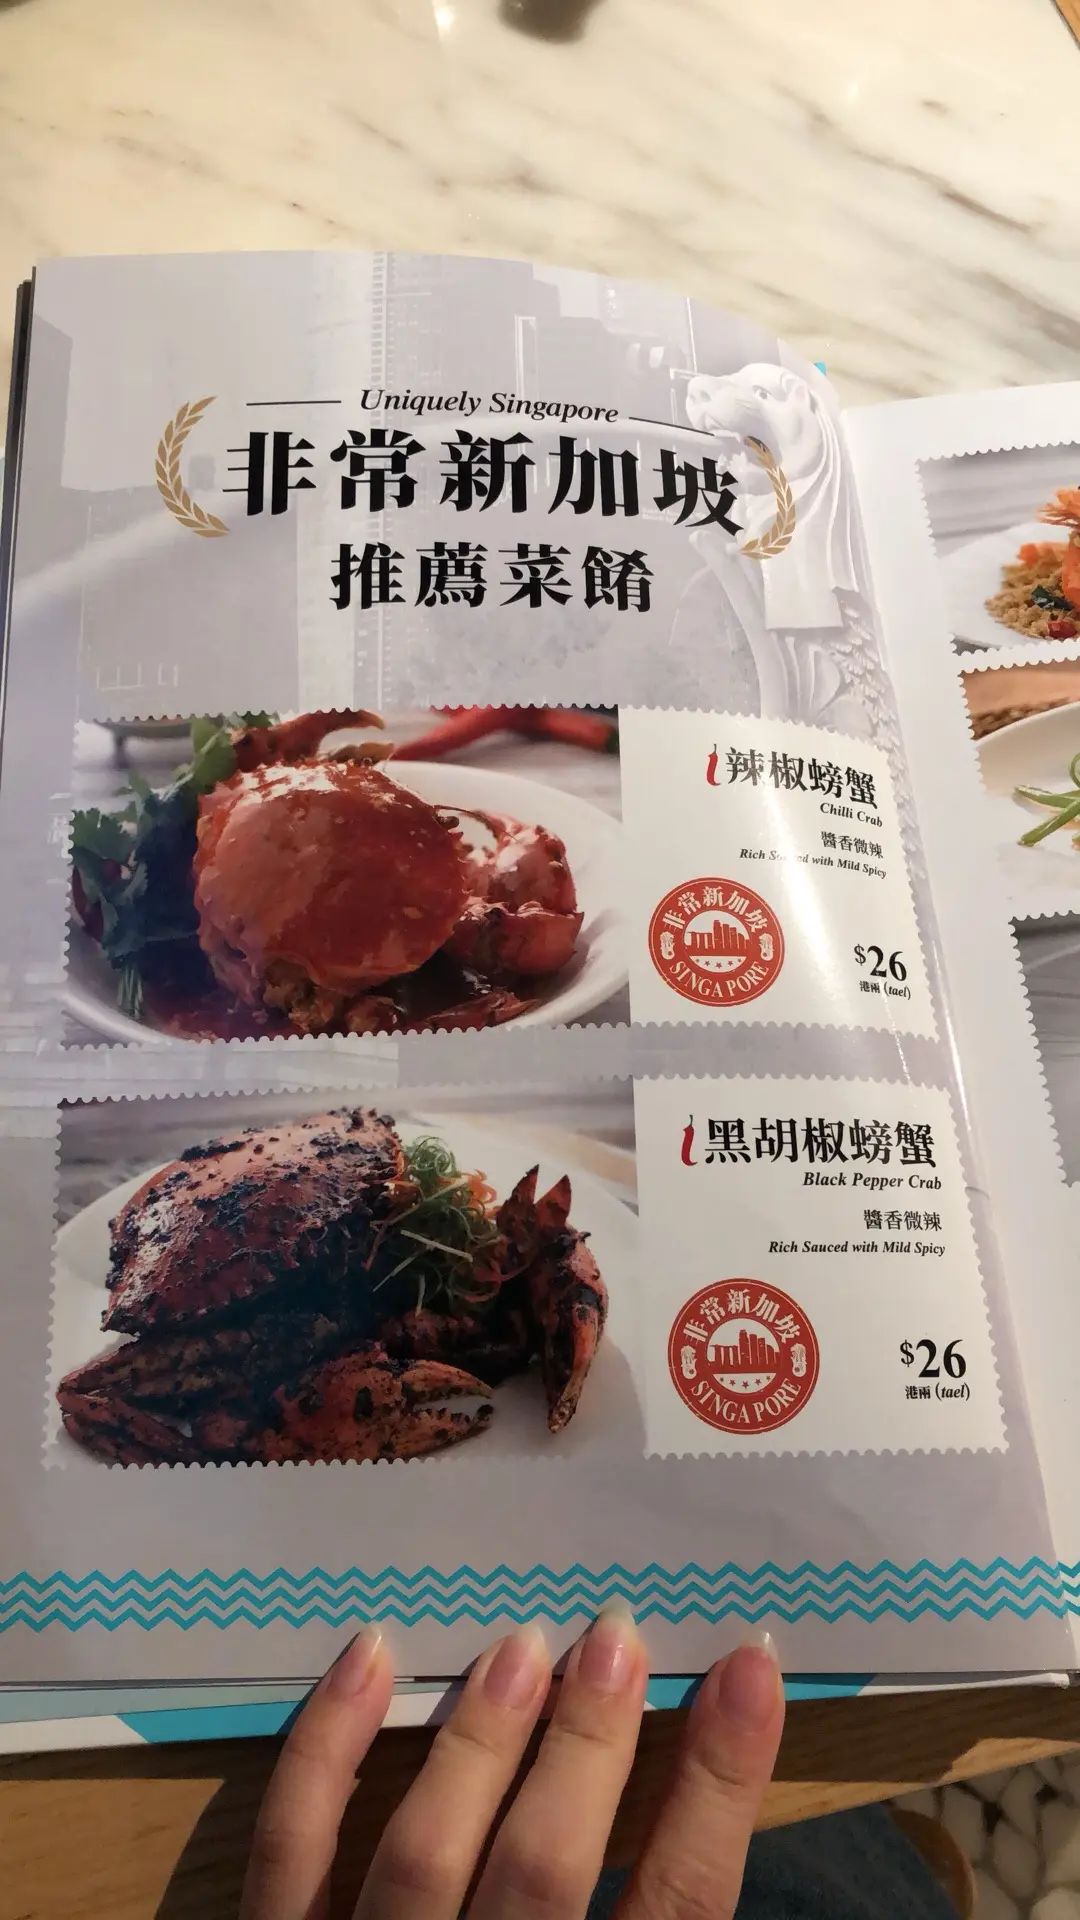 Uniquely Singapore
非常新加坡
推薦菜餚
辣椒螃蟹
Chilli Crab
醬香微辣
Rich Sauced with Mild Spicy
非常新加坡
SINGAPORE
$26
港兩 (tael)
黑胡椒螃蟹
Black Pepper Crab
醬香微辣
Rich Sauced with Mild Spicy
非常新加坡
SINGAPORE
$26
港兩 (tael)